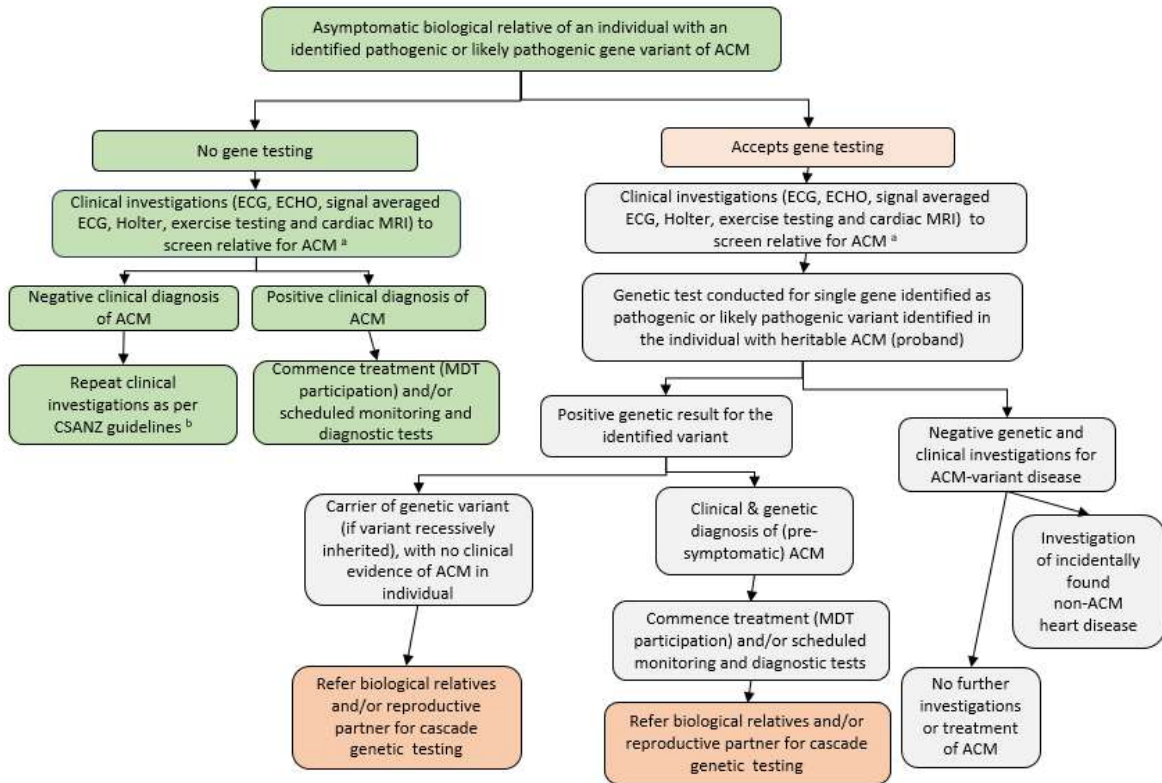 Asymptomatic biological relative of an individual with an
identified pathogenic or likely pathogenic gene variant of ACM
No gene testing
Accepts gene testing
Clinical investigations (ECG, ECHO, signal averaged
ECG, Holter, exercise testing and cardiac MRI) to
screen relative for ACM a
Clinical investigations (ECG, ECHO, signal averaged
ECG, Holter, exercise testing and cardiac MRI) to
screen relative for ACM a
Negative clinical diagnosis
of ACM
Positive clinical diagnosis of
ACM
Genetic test conducted for single gene identified as
pathogenic or likely pathogenic variant identified in
the individual with heritable ACM (proband)
Repeat clinical
investigations as per
CSANZ guidelines b
Commence treatment (MDT
participation) and/or
scheduled monitoring and
diagnostic tests
Positive genetic result for the
identified variant
Negative genetic and
clinical investigations for
ACM-variant disease
Carrier of genetic variant
(if variant recessively
inherited), with no clinical
evidence of ACM in
individual
Clinical & genetic
diagnosis of (pre-
symptomatic) ACM
Investigation
of incidentally
found
non-ACM
heart disease
Commence treatment (MDT
participation) and/or scheduled
monitoring and diagnostic tests
Refer biological relatives
and/or reproductive
partner for cascade
genetic testing
Refer biological relatives and/or
reproductive partner for cascade
genetic testing
No further
investigations
or treatment
of ACM